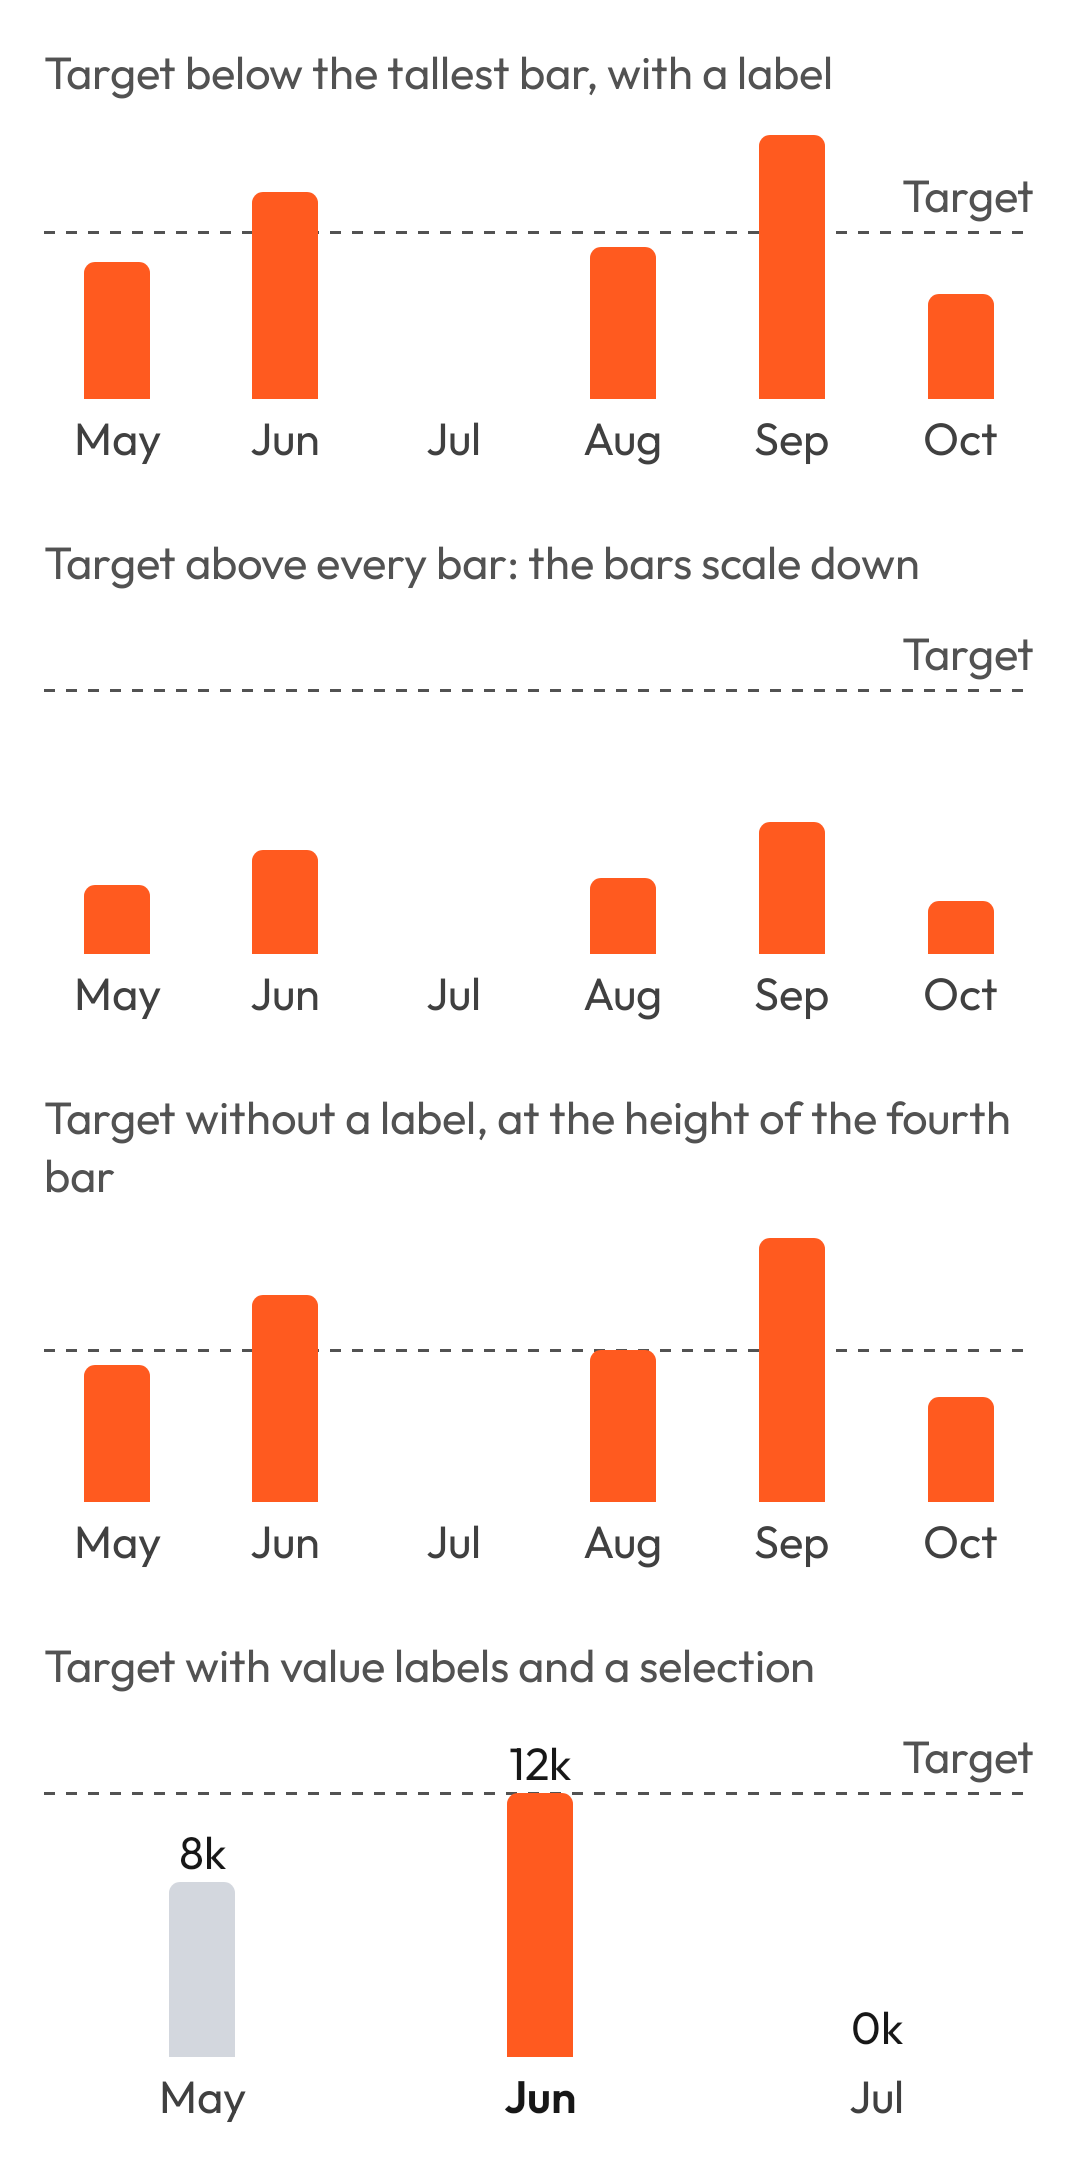 Target below the tallest bar, with a label
Target
May Jun Jul Aug Sep Oct
Target above every bar: the bars scale down
Target
May Jun Jul Aug Sep Oct
Target without a label, at the height of the fourth
bar
May Jun Jul Aug Sep Oct
Target with value labels and a selection
12k Target
8k
0k
May Jun Jul